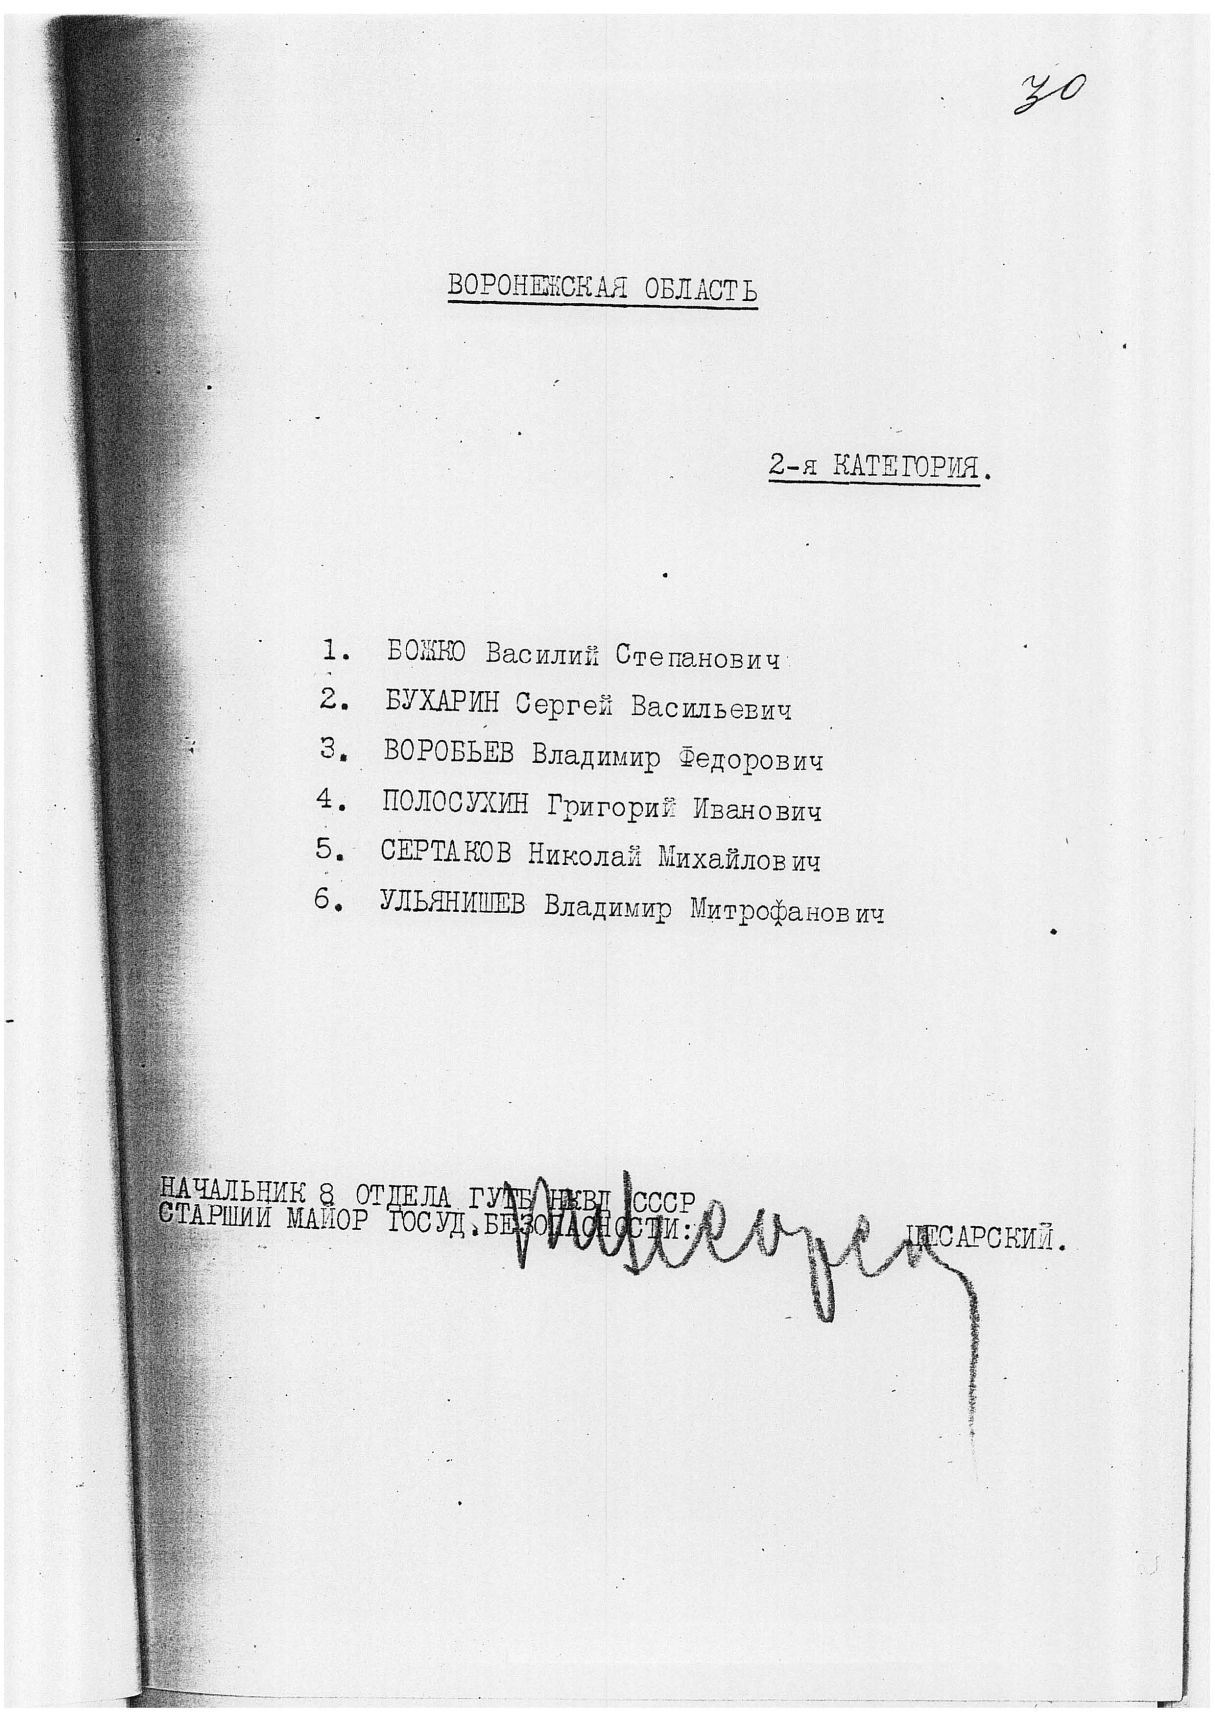 30
ВОРОНЕЖСКАЯ ОБЛАСТЬ
2-я КАТЕГОРИЯ.
1. БОЖКО Василий Степанович
2. БУХАРИН Сергей Васильевич
3. ВОРОБЬЕВ Владимир Федорович
4. ПОЛОСУХИН Григорий Иванович
5. СЕРТАКОВ Николай Михайлович
6. УЛЬЯНИШЕВ Владимир Митрофанович
НАЧАЛЬНИК 8 ОТДЕЛА ГУГБ НКВД СССР
СТАРШИЙ МАЙОР ГОСУД.БЕЗОПАСНОСТИ: ЦЕСАРСКИЙ.